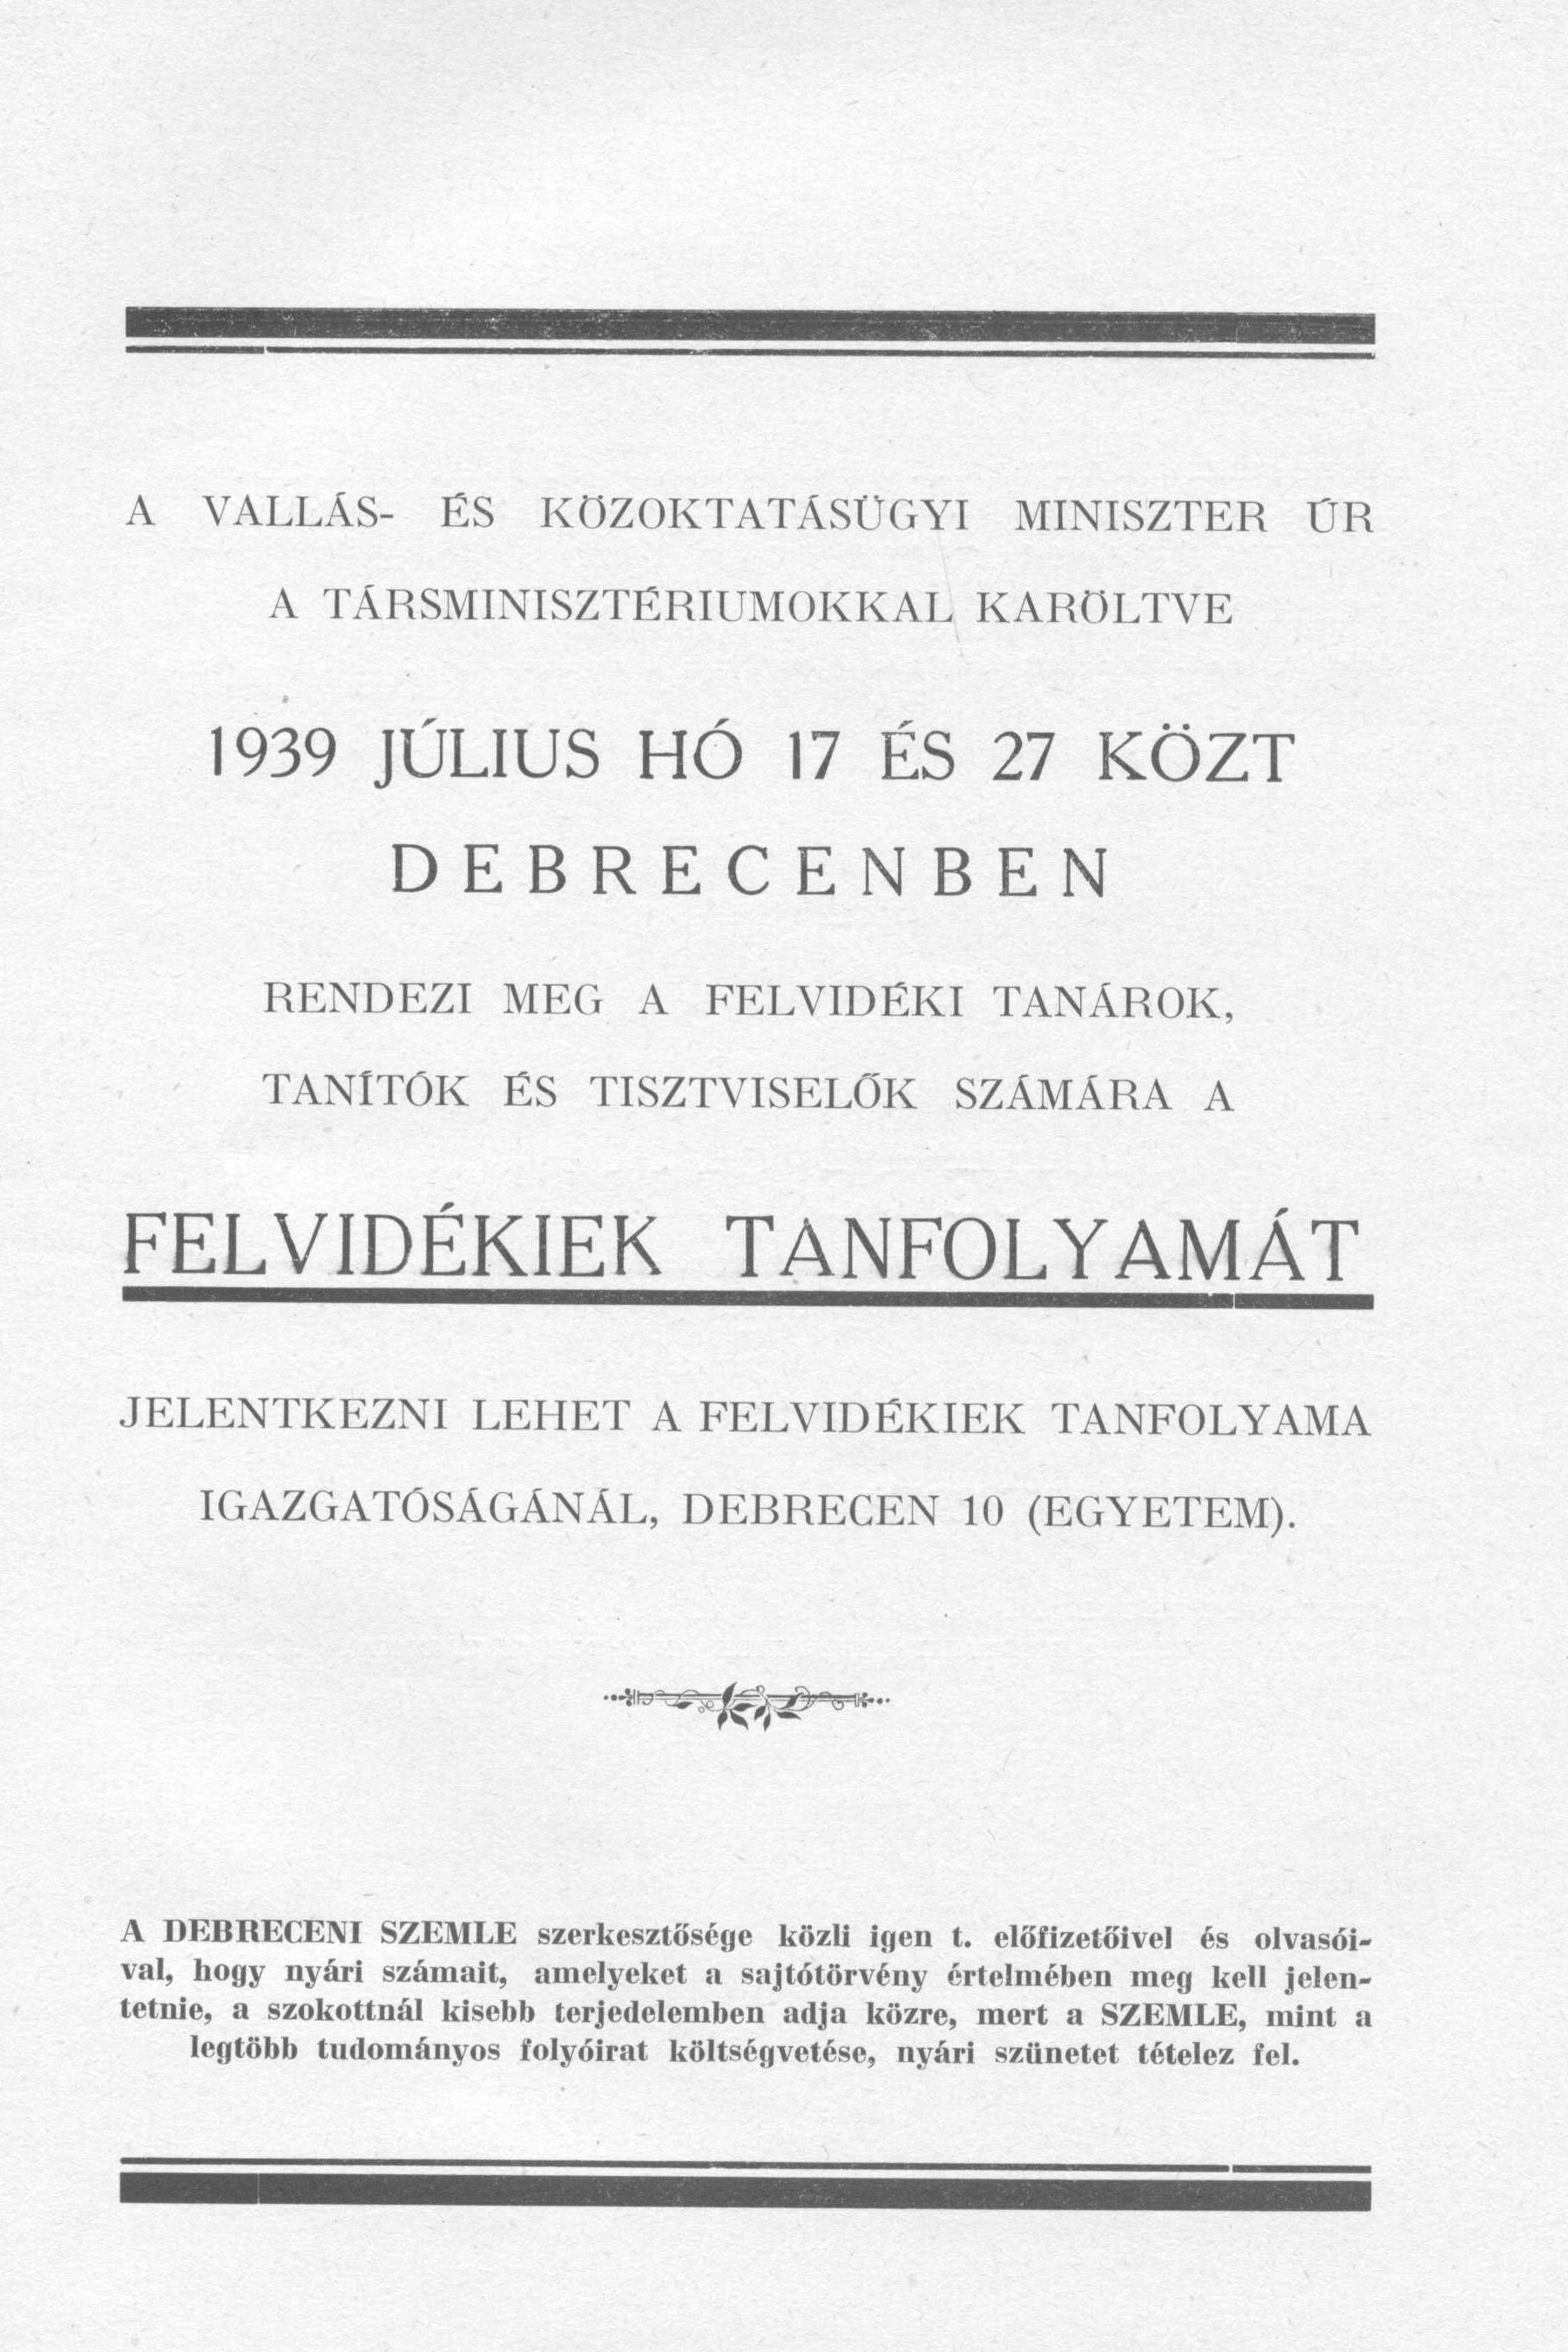 A VALLÁS- ÉS KÖZOKTATÁSÜGYI MINISZTER ÚR
A TÁRSMINISZTÉRIUMOKKAL KARÖLTVE
1939 JÚLIUS HÓ 17 ÉS 27 KÖZT
DEBRECENBEN
RENDEZI MEG A FELVIDÉKI TANÁROK,
TANÍTÓK ÉS TISZTVISELŐK SZÁMÁRA A
FELVIDÉKIEK TANFOLYAMÁT
JELENTKEZNI LEHET A FELVIDÉKIEK TANFOLYAMA
IGAZGATÓSÁGÁNÁL, DEBRECEN 10 (EGYETEM).
A DEBRECENI SZEMLE szerkesztősége közli igen t. előfizetőivel és olvasói-
val, hogy nyári számait, amelyeket a sajtótörvény értelmében meg kell jelen-
tetnie, a szokottnál kisebb terjedelemben adja közre, mert a SZEMLE, mint a
legtöbb tudományos folyóirat költségvetése, nyári szünetet tételez fel.